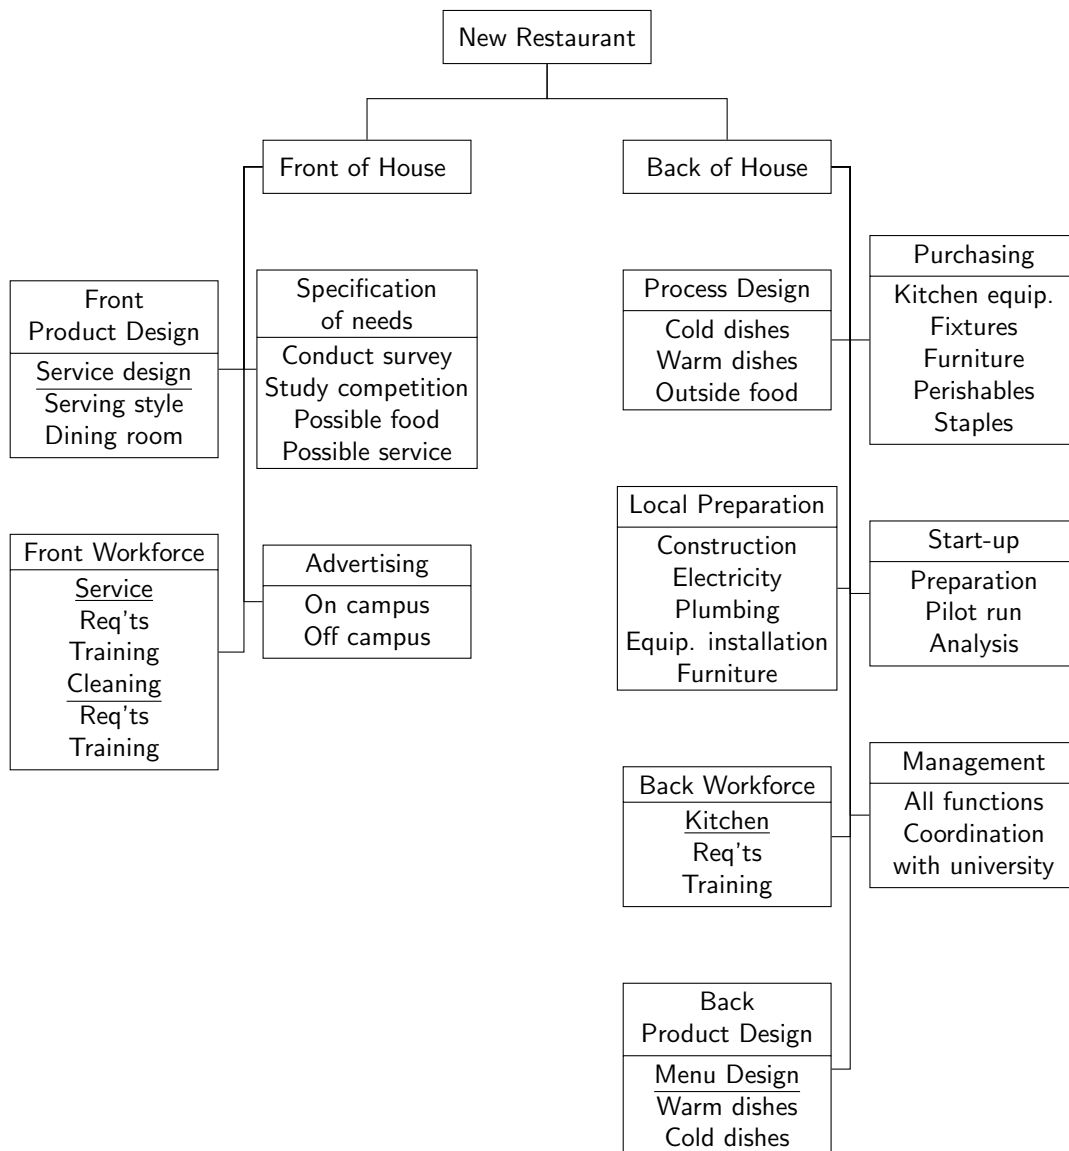 New Restaurant
Front of House
Back of House
Front
Product Design
Service design
Serving style
Dining room
Specification
of needs
Conduct survey
Study competition
Possible food
Possible service
Process Design
Cold dishes
Warm dishes
Outside food
Purchasing
Kitchen equip.
Fixtures
Furniture
Perishables
Staples
Front Workforce
Service
Req'ts
Training
Cleaning
Req'ts
Training
Advertising
On campus
Off campus
Local Preparation
Construction
Electricity
Plumbing
Equip. installation
Furniture
Start-up
Preparation
Pilot run
Analysis
Back Workforce
Kitchen
Req'ts
Training
Management
All functions
Coordination
with university
Back
Product Design
Menu Design
Warm dishes
Cold dishes